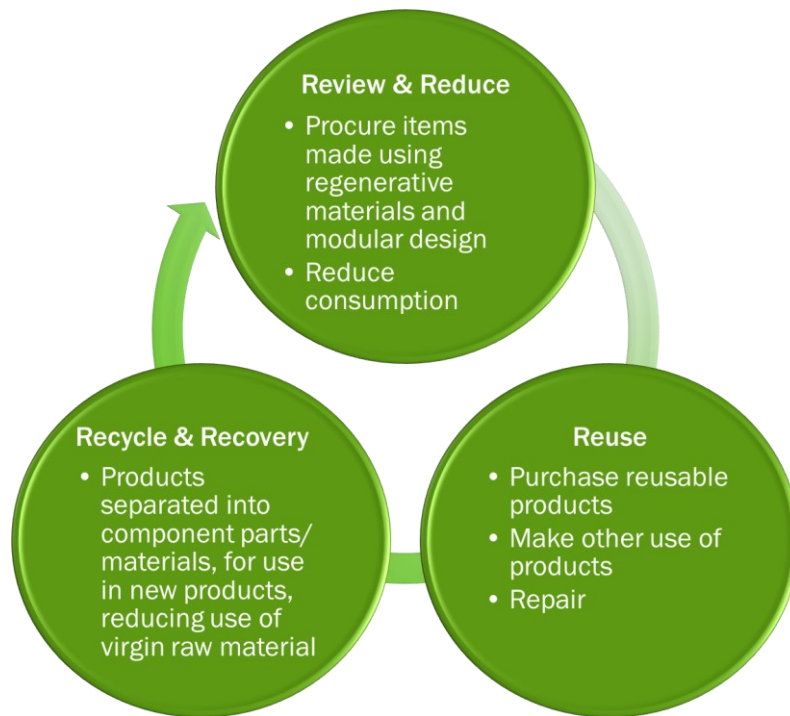 Review & Reduce
• Procure items
made using
regenerative
materials and
modular design
• Reduce
consumption
Reuse
• Purchase reusable
products
• Make other use of
products
• Repair
Recycle & Recovery
• Products
separated into
component parts/
materials, for use
in new products,
reducing use of
virgin raw material